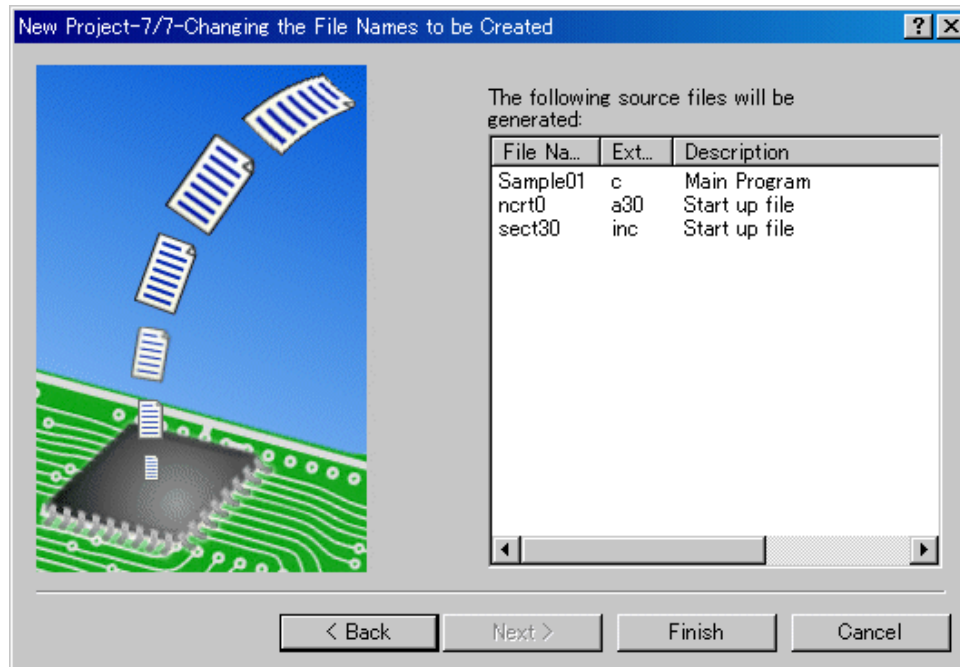 New Project-7/7-Changing the File Names to be Created
The following source files will be
generated:
File Na... Ext... Description
Sample01 c Main Program
ncrt0 a30 Start up file
sect30 inc Start up file
< Back Next > Finish Cancel